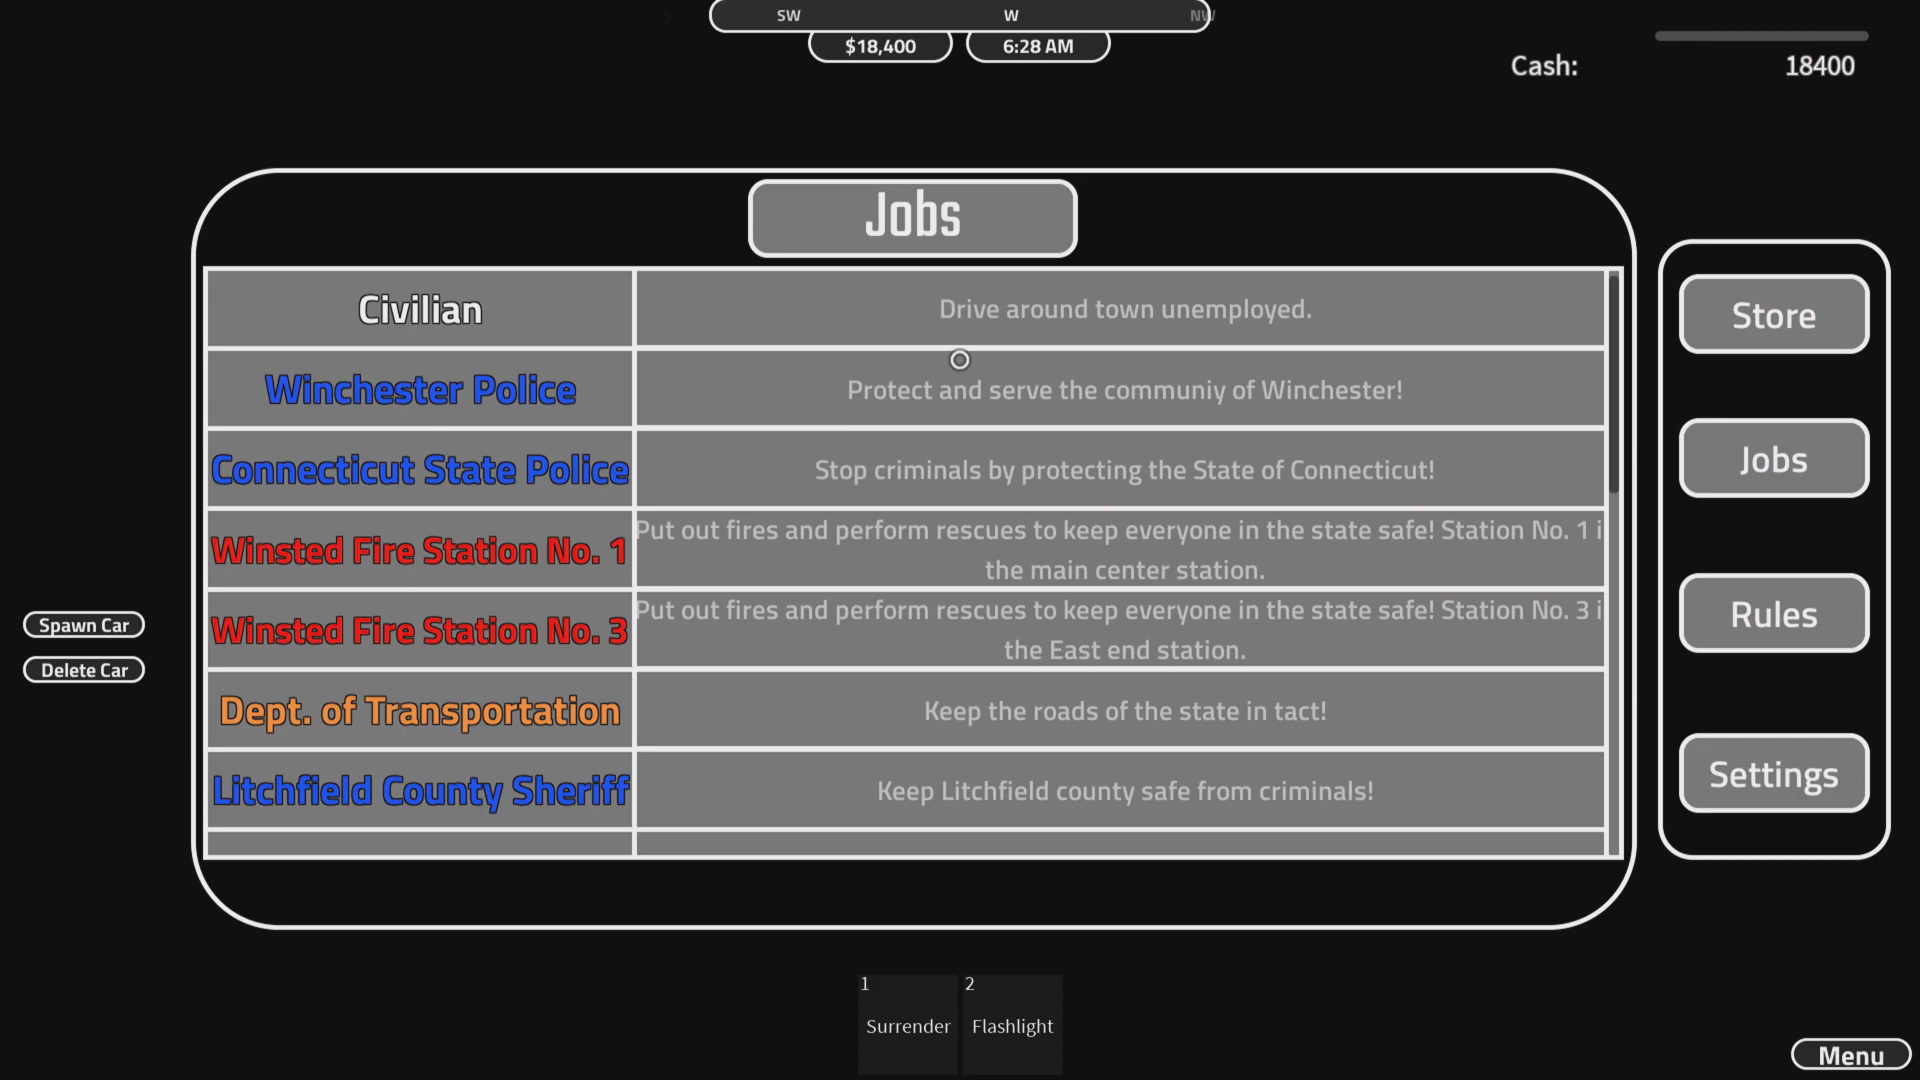 S SW W NW
$18,400 6:28 AM
Cash: 18400
Jobs
Civilian Drive around town unemployed.
Winchester Police Protect and serve the communiy of Winchester!
Connecticut State Police Stop criminals by protecting the State of Connecticut!
Winsted Fire Station No. 1 Put out fires and perform rescues to keep everyone in the state safe! Station No. 1 i
the main center station.
Winsted Fire Station No. 3 Put out fires and perform rescues to keep everyone in the state safe! Station No. 3 i
the East end station.
Dept. of Transportation Keep the roads of the state in tact!
Litchfield County Sheriff Keep Litchfield county safe from criminals!
Store
Jobs
Rules
Settings
Spawn Car
Delete Car
1 2
Surrender Flashlight
Menu